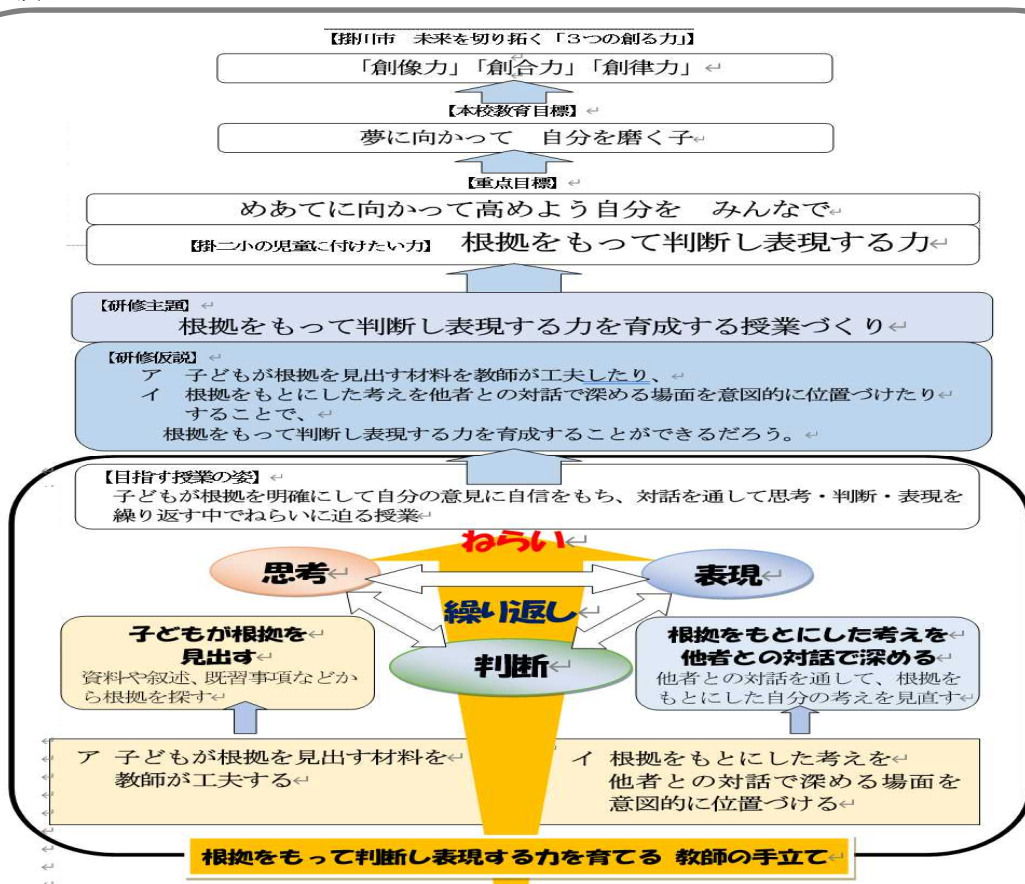 【掛川市　未来を切り拓く「３つの創る力」】
「創像力」「創合力」「創律力」
【本校教育目標】
夢に向かって　自分を磨く子
【重点目標】
めあてに向かって高めよう自分を　みんなで
【掛二小の児童に付けたい力】　根拠をもって判断し表現する力
【研修主題】
根拠をもって判断し表現する力を育成する授業づくり
【研修仮説】
ア　子どもが根拠を見出す材料を教師が工夫したり、
イ　根拠をもとにした考えを他者との対話で深める場面を意図的に位置づけたり
することで、
根拠をもって判断し表現する力を育成することができるだろう。
【目指す授業の姿】
子どもが根拠を明確にして自分の意見に自信をもち、対話を通して思考・判断・表現を
繰り返す中でねらいに迫る授業
ねらい
思考
表現
繰り返し
判断
子どもが根拠を
見出す
資料や叙述、既習事項などか
ら根拠を探す
根拠をもとにした考えを
他者との対話で深める
他者との対話を通して、根拠を
もとにした自分の考えを見直す
ア　子どもが根拠を見出す材料を
教師が工夫する
イ　根拠をもとにした考えを
他者との対話で深める場面を
意図的に位置づける
根拠をもって判断し表現する力を育てる　教師の手立て